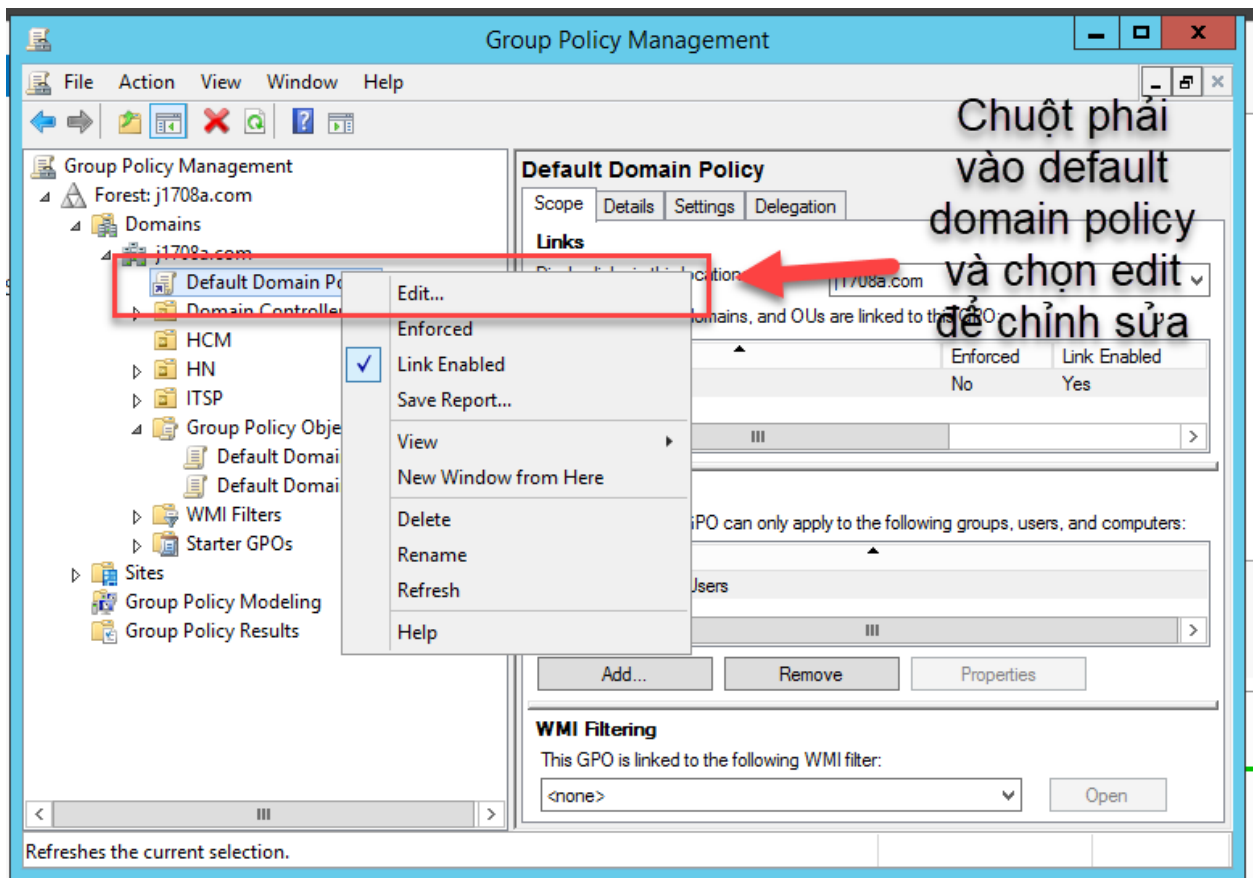 Group Policy Management
File Action View Window Help
Chuột phải
vào default
domain policy
và chọn edit
để chỉnh sửa
Group Policy Management
Forest: j1708a.com
Domains
j1708a.com
Default Domain Po
Domain Controller
HCM
HN
ITSP
Group Policy Obje
Default Domai
Default Domai
WMI Filters
Starter GPOs
Sites
Group Policy Modeling
Group Policy Results
Edit...
Enforced
Link Enabled
Save Report...
View
New Window from Here
Delete
Rename
Refresh
Help
Default Domain Policy
Scope Details Settings Delegation
Links
j1708a.com
omains, and OUs are linked to this GPO:
Enforced Link Enabled
No Yes
GPO can only apply to the following groups, users, and computers:
Users
Add... Remove Properties
WMI Filtering
This GPO is linked to the following WMI filter:
<none> Open
Refreshes the current selection.